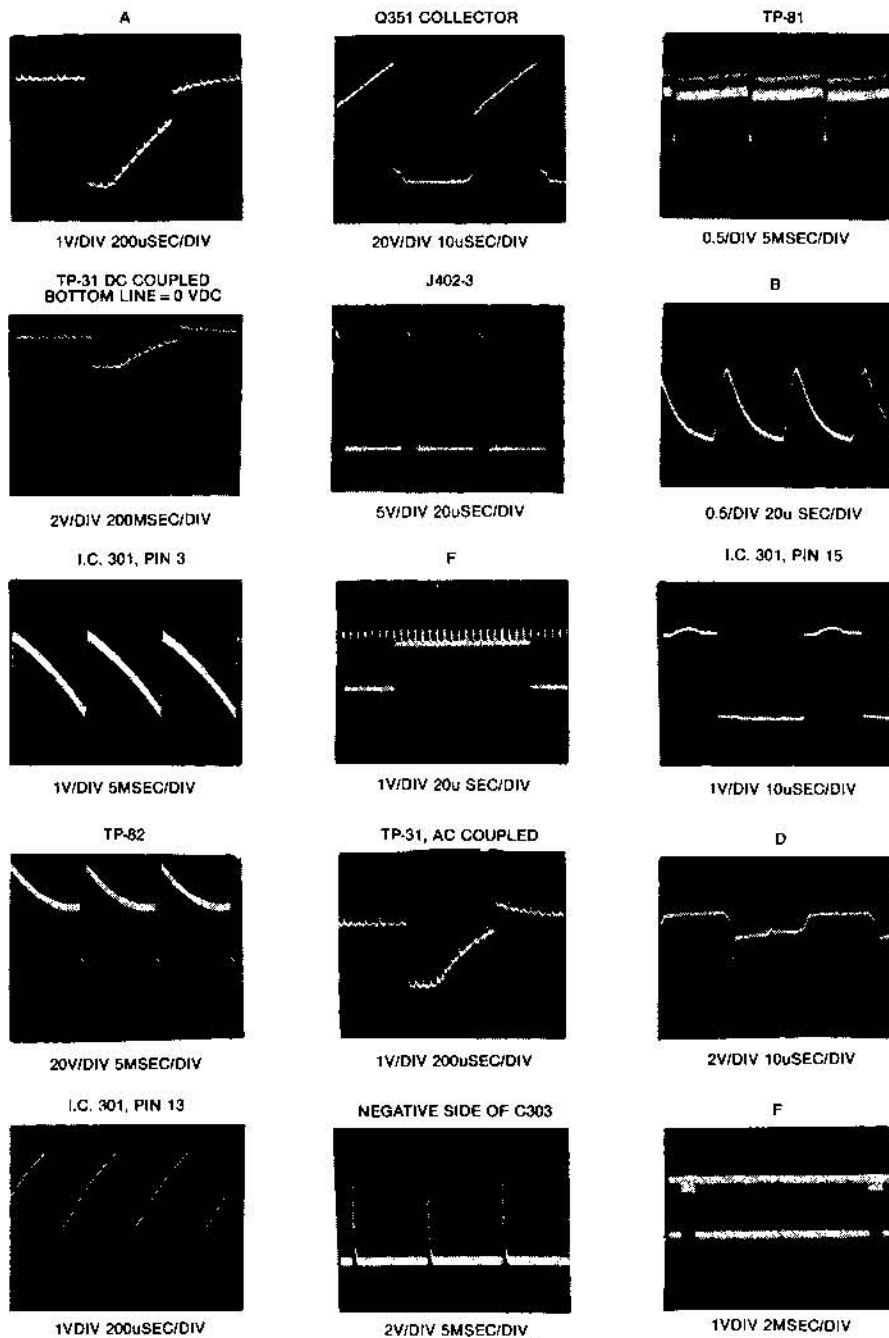 A
Q351 COLLECTOR
TP-81
1V/DIV 200uSEC/DIV
20V/DIV 10uSEC/DIV
0.5/DIV 5MSEC/DIV
TP-31 DC COUPLED
BOTTOM LINE = 0 VDC
J402-3
B
2V/DIV 200MSEC/DIV
5V/DIV 20uSEC/DIV
0.5/DIV 20u SEC/DIV
I.C. 301, PIN 3
F
I.C. 301, PIN 15
1V/DIV 5MSEC/DIV
1V/DIV 20u SEC/DIV
1V/DIV 10uSEC/DIV
TP-82
TP-31, AC COUPLED
D
20V/DIV 5MSEC/DIV
1V/DIV 200uSEC/DIV
2V/DIV 10uSEC/DIV
I.C. 301, PIN 13
NEGATIVE SIDE OF C303
F
1VDIV 200uSEC/DIV
2V/DIV 5MSEC/DIV
1VDIV 2MSEC/DIV